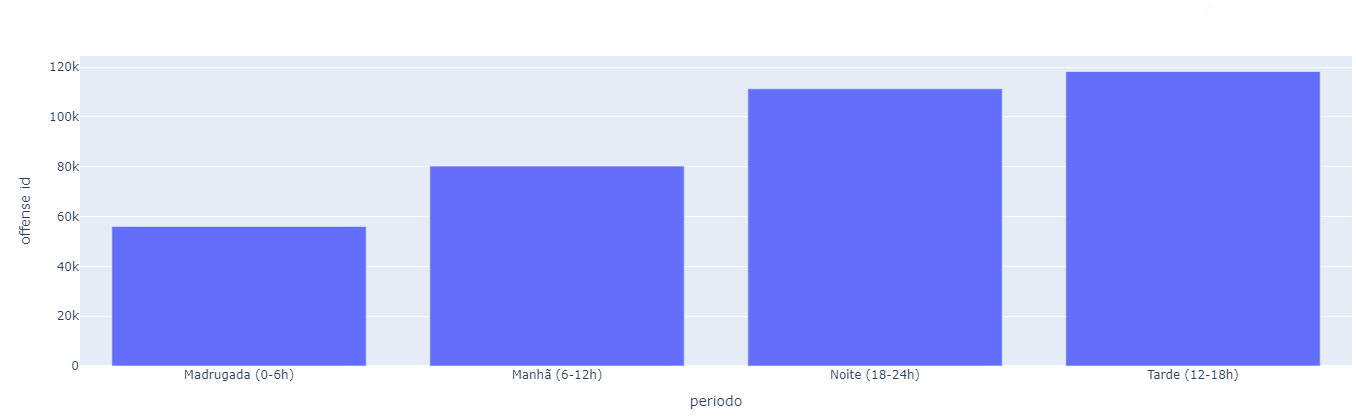 120k
100k
80k
60k
40k
20k
0
offense id
Madrugada (0-6h)
Manhã (6-12h)
Noite (18-24h)
Tarde (12-18h)
periodo